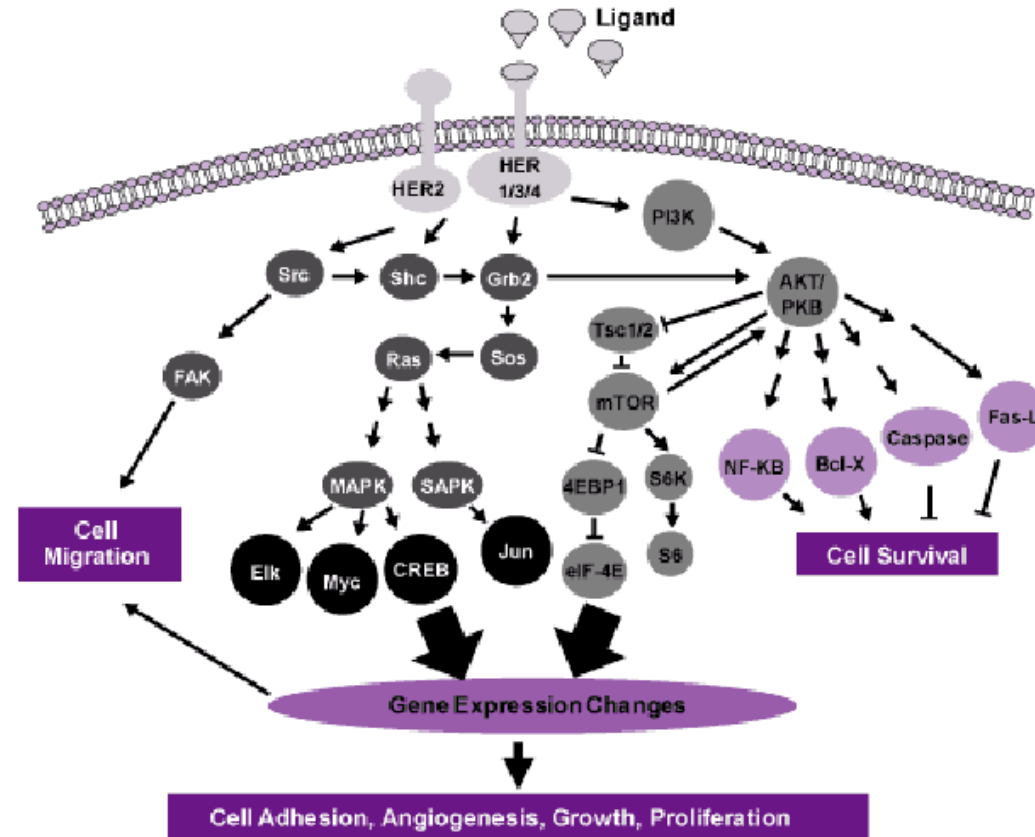 Ligand
HER2
HER
1/3/4
PI3K
Src
Shc
Grb2
AKT/
PKB
Tsc1/2
Ras
Sos
FAK
mTOR
NF-KB
Bcl-X
Caspase
Fas-L
MAPK
SAPK
4EBP1
S6K
Cell
Migration
Elk
Myc
CREB
Jun
eIF-4E
S6
Cell Survival
Gene Expression Changes
Cell Adhesion, Angiogenesis, Growth, Proliferation